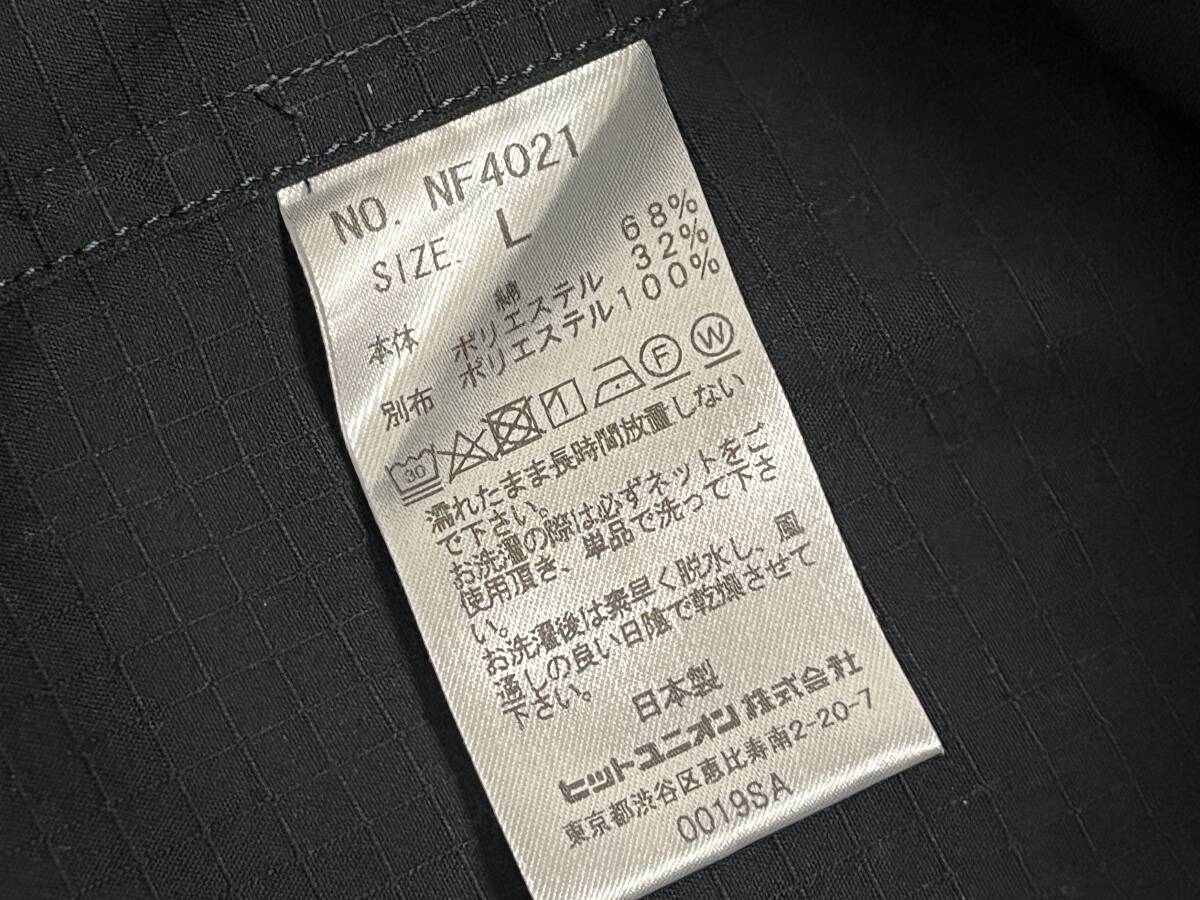 NO. NF4021
SIZE. L
本体 綿 68%
ポリエステル 32%
別布 ポリエステル100%
30 1 F W
濡れたまま長時間放置しない
で下さい。
お洗濯の際は必ずネットをご
使用頂き、単品で洗って下さ
い。
お洗濯後は素早く脱水し、風
通しの良い日陰で乾燥させて
下さい。
日本製
ヒットユニオン株式会社
東京都渋谷区恵比寿南2-20-7
0019SA